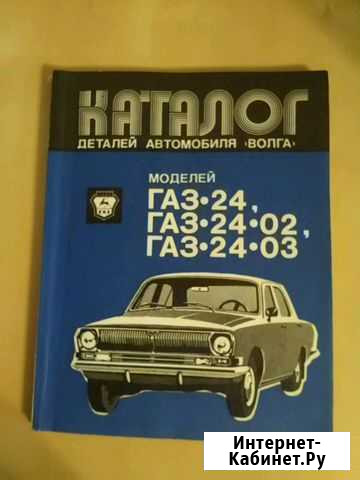 КАТАЛОГ
ДЕТАЛЕЙ АВТОМОБИЛЯ «ВОЛГА»
МОДЕЛЕЙ
ГАЗ•24,
ГАЗ•24•02,
ГАЗ•24•03
Интернет-
Кабинет.Ру